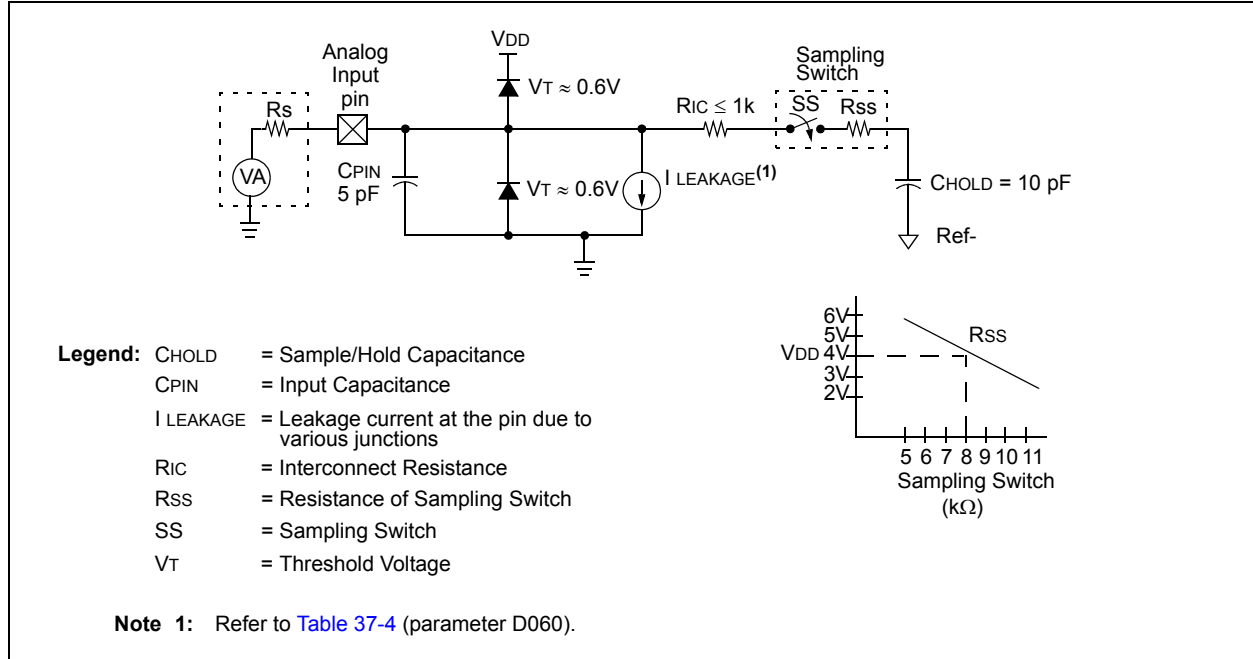 VDD
Analog
Input
pin
Sampling
Switch
VT ≈ 0.6V
RIC ≤ 1k
SS
RSS
Rs
VA
CPIN
5 pF
VT ≈ 0.6V
I LEAKAGE(1)
CHOLD = 10 pF
Ref-
6V
5V
VDD 4V
3V
2V
RSS
5 6 7 8 9 10 11
Sampling Switch
(kΩ)
Legend: CHOLD = Sample/Hold Capacitance
CPIN = Input Capacitance
I LEAKAGE = Leakage current at the pin due to
various junctions
RIC = Interconnect Resistance
RSS = Resistance of Sampling Switch
SS = Sampling Switch
VT = Threshold Voltage
Note 1: Refer to Table 37-4 (parameter D060).